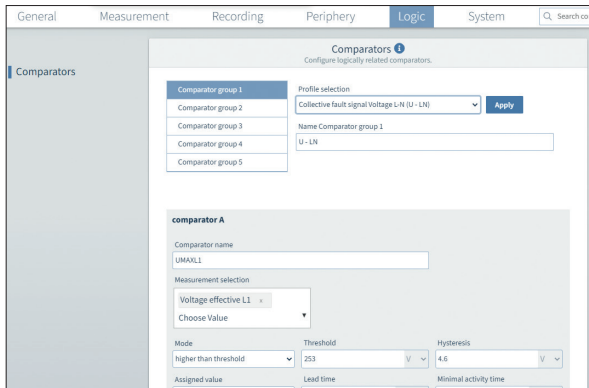 General Measurement Recording Periphery Logic System Search co
Comparators
Comparators
Configure logically related comparators.
Comparator group 1
Comparator group 2
Comparator group 3
Comparator group 4
Comparator group 5
Profile selection
Collective fault signal Voltage L-N (U - LN) Apply
Name Comparator group 1
U - LN
comparator A
Comparator name
UMAXL1
Measurement selection
Voltage effective L1 x
Choose Value
Mode Threshold Hysteresis
higher than threshold 253 V 4.6 V
Assigned value Lead time Minimal activity time